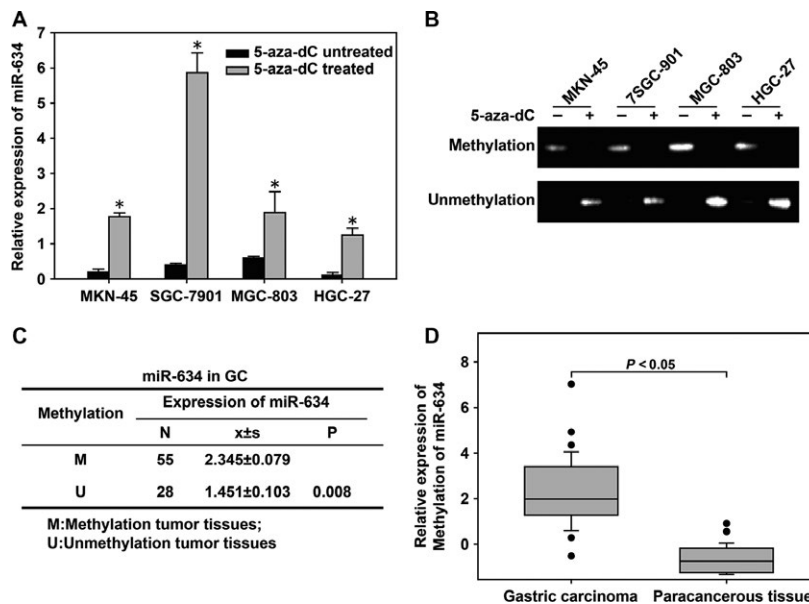 A
Relative expression of miR-634
7
6
5
4
3
2
1
0
5-aza-dC untreated
5-aza-dC treated
*
*
*
*
MKN-45 SGC-7901 MGC-803 HGC-27
B
MKN-45 7SGC-901 MGC-803 HGC-27
5-aza-dC − + − + − + − +
Methylation
Unmethylation
C
miR-634 in GC
Methylation
Expression of miR-634
N x±s P
M 55 2.345±0.079
U 28 1.451±0.103 0.008
M:Methylation tumor tissues;
U:Unmethylation tumor tissues
D
Relative expression of
Methylation of miR-634
8
6
4
2
0
P < 0.05
Gastric carcinoma Paracancerous tissue